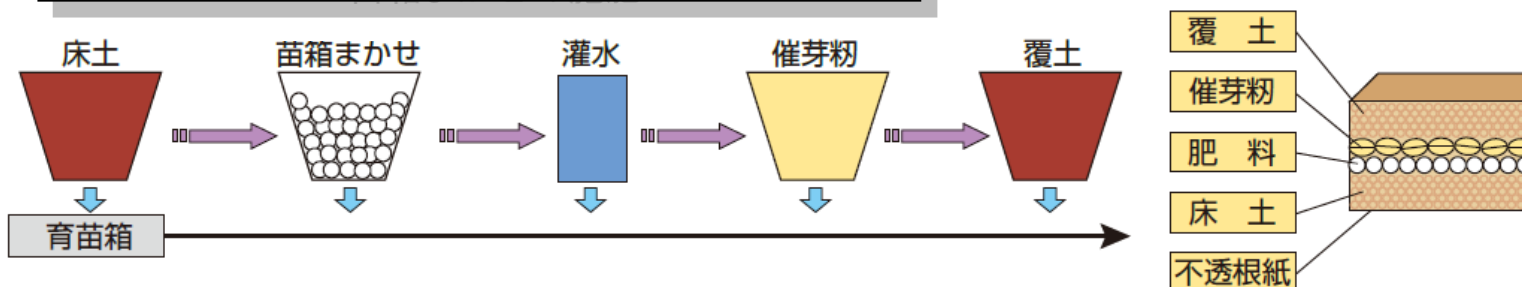 床土
苗箱まかせ
灌水
催芽籾
覆土
育苗箱
覆　土
催芽籾
肥　料
床　土
不透根紙